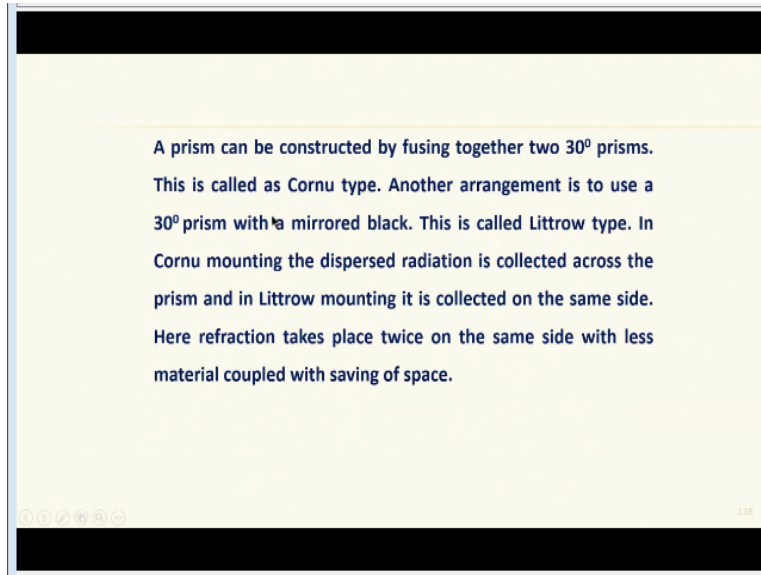 A prism can be constructed by fusing together two 30⁰ prisms.
This is called as Cornu type. Another arrangement is to use a
30⁰ prism with a mirrored black. This is called Littrow type. In
Cornu mounting the dispersed radiation is collected across the
prism and in Littrow mounting it is collected on the same side.
Here refraction takes place twice on the same side with less
material coupled with saving of space.
116